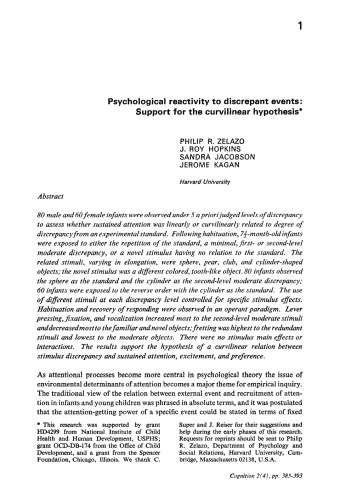 1
Psychological reactivity to discrepant events:
Support for the curvilinear hypothesis*
PHILIP R. ZELAZO
J. ROY HOPKINS
SANDRA JACOBSON
JEROME KAGAN
Harvard University
Abstract
80 male and 60 female infants were observed under 5 a priori judged levels of discrepancy
to assess whether sustained attention was linearly or curvilinearly related to degree of
discrepancy from an experimental standard. Following habituation, 7½-month-old infants
were exposed to either the repetition of the standard, a minimal, first- or second-level
moderate discrepancy, or a novel stimulus having no relation to the standard. The
related stimuli, varying in elongation, were sphere, pear, club, and cylinder-shaped
objects; the novel stimulus was a different colored, tooth-like object. 80 infants observed
the sphere as the standard and the cylinder as the second-level moderate discrepancy;
60 infants were exposed to the reverse order with the cylinder as the standard. The use
of different stimuli at each discrepancy level controlled for specific stimulus effects.
Habituation and recovery of responding were observed in an operant paradigm. Lever
pressing, fixation, and vocalization increased most to the second-level moderate stimuli
and decreased most to the familiar and novel objects; fretting was highest to the redundant
stimuli and lowest to the moderate objects. There were no stimulus main effects or
interactions. The results support the hypothesis of a curvilinear relation between
stimulus discrepancy and sustained attention, excitement, and preference.
As attentional processes become more central in psychological theory the issue of
environmental determinants of attention becomes a major theme for empirical inquiry.
The traditional view of the relation between external event and recruitment of atten-
tion in infants and young children was phrased in absolute terms, and it was postulated
that the attention-getting power of a specific event could be stated in terms of fixed
* This research was supported by grant
HD4299 from National Institute of Child
Health and Human Development, USPHS;
grant OCD-DB-174 from the Office of Child
Development, and a grant from the Spencer
Foundation, Chicago, Illinois. We thank C.
Super and J. Reiser for their suggestions and
help during the early phases of this research.
Requests for reprints should be sent to Philip
R. Zelazo, Department of Psychology and
Social Relations, Harvard University, Cam-
bridge, Massachusetts 02138, U.S.A.
Cognition 2(4), pp. 385-393